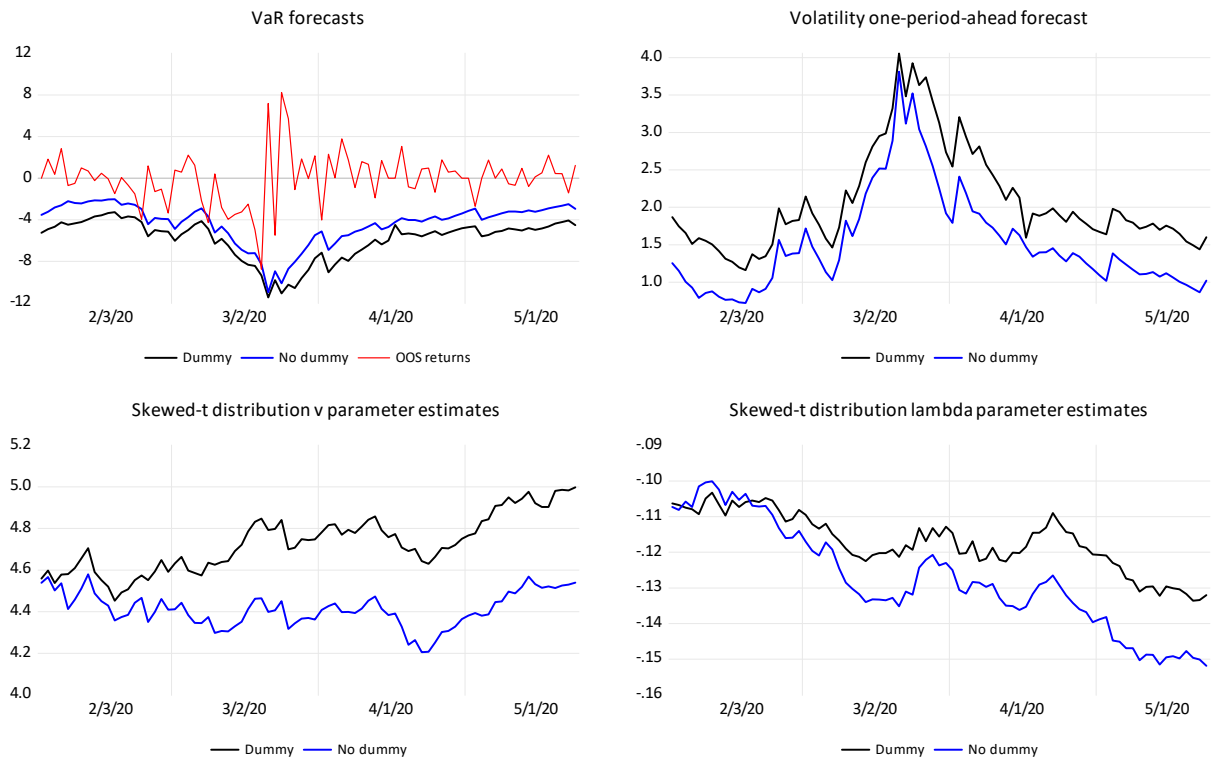 VaR forecasts
12
8
4
0
-4
-8
-12
2/3/20 3/2/20 4/1/20 5/1/20
Dummy No dummy OOS returns
Volatility one-period-ahead forecast
4.0
3.5
3.0
2.5
2.0
1.5
1.0
2/3/20 3/2/20 4/1/20 5/1/20
Dummy No dummy
Skewed-t distribution v parameter estimates
5.2
5.0
4.8
4.6
4.4
4.2
4.0
2/3/20 3/2/20 4/1/20 5/1/20
Dummy No dummy
Skewed-t distribution lambda parameter estimates
-.09
-.10
-.11
-.12
-.13
-.14
-.15
-.16
2/3/20 3/2/20 4/1/20 5/1/20
Dummy No dummy